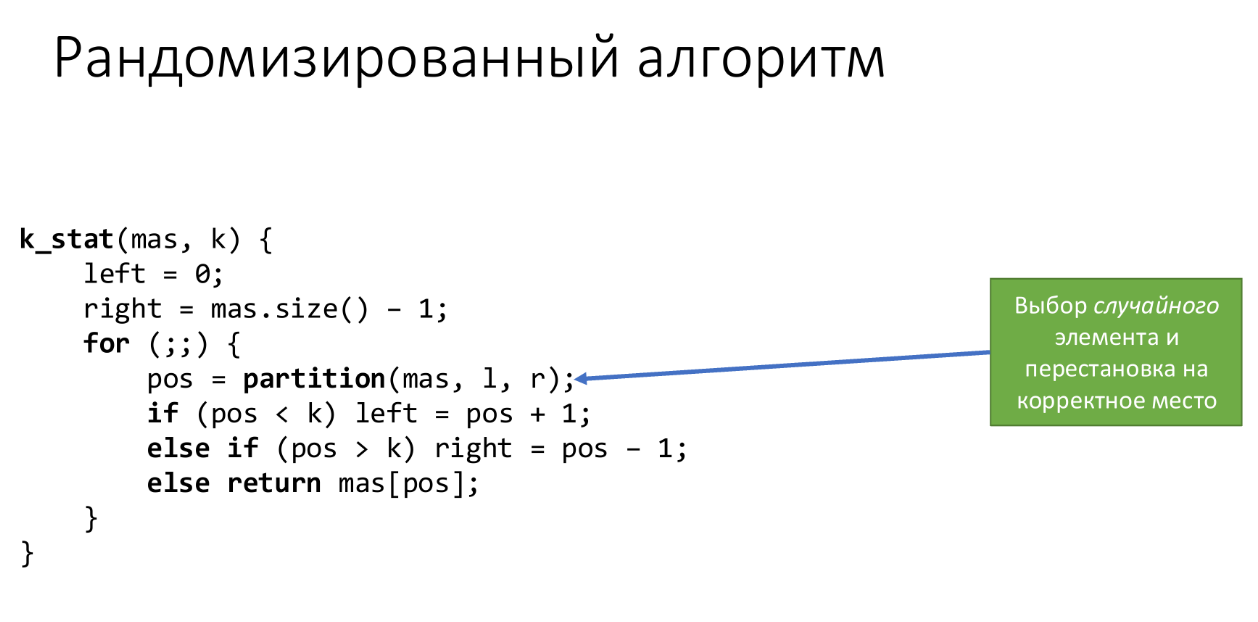 Рандомизированный алгоритм
k_stat(mas, k) {
    left = 0;
    right = mas.size() – 1;
    for (;;) {
        pos = partition(mas, l, r);
        if (pos < k) left = pos + 1;
        else if (pos > k) right = pos – 1;
        else return mas[pos];
    }
}
Выбор случайного
элемента и
перестановка на
корректное место